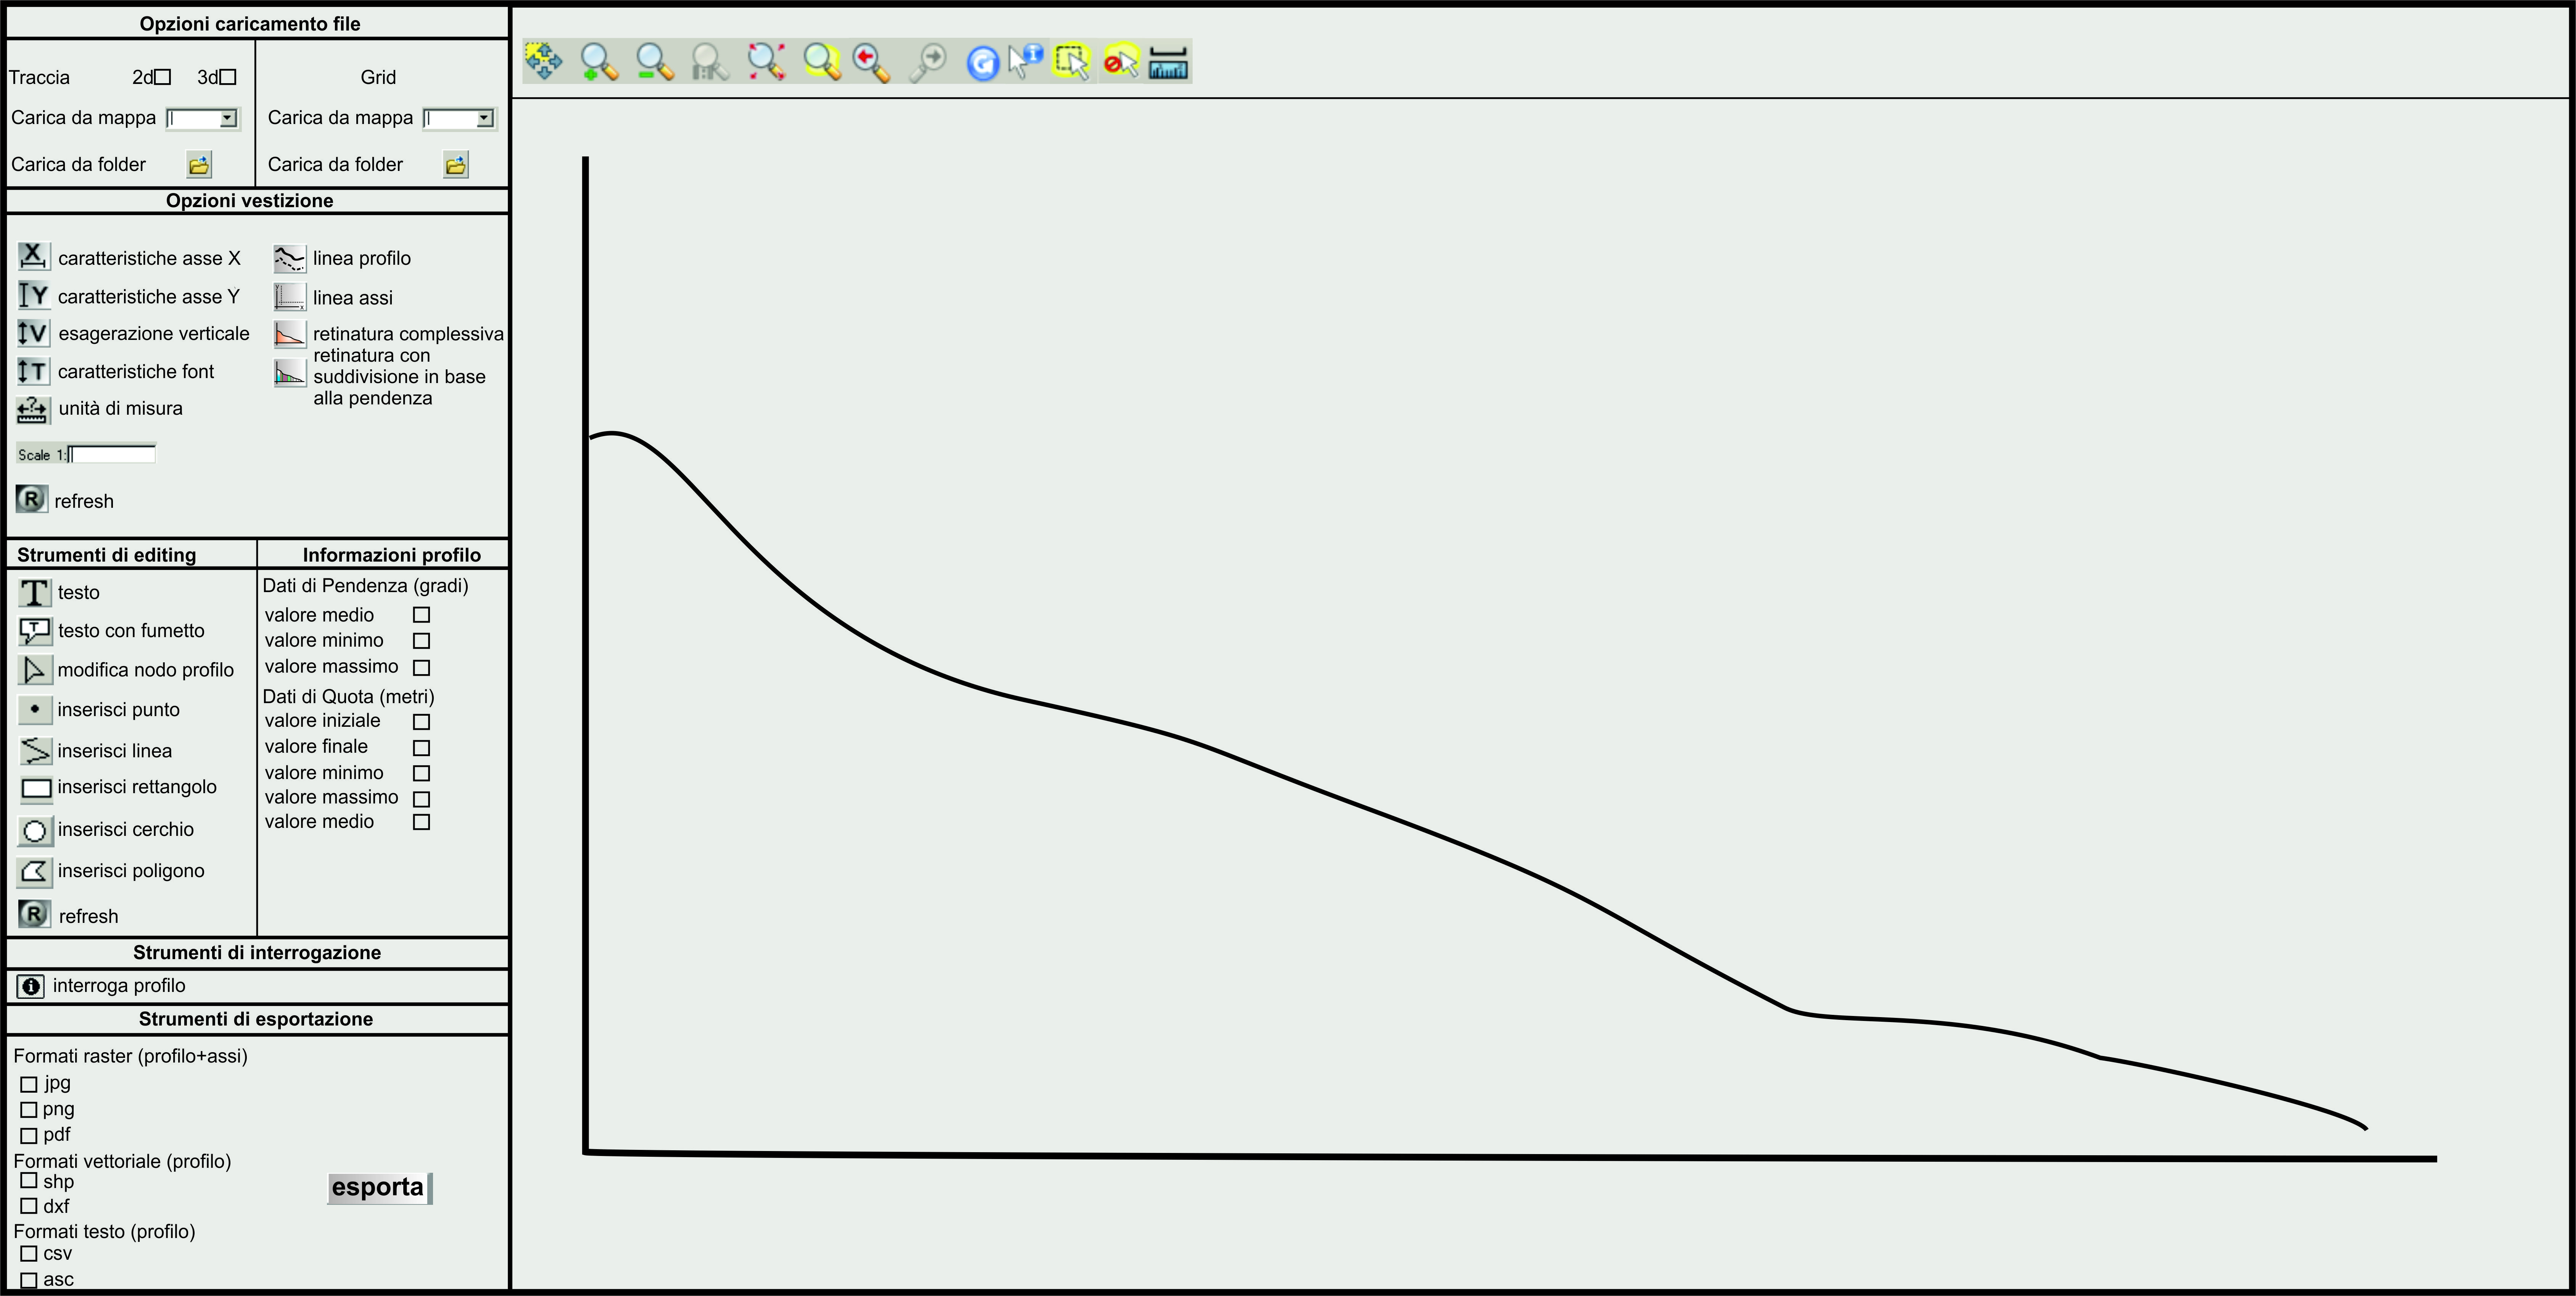 Opzioni caricamento file
Traccia 2d 3d
Grid
Carica da mappa
Carica da mappa
Carica da folder
Carica da folder
Opzioni vestizione
X caratteristiche asse X
Y caratteristiche asse Y
V esagerazione verticale
T caratteristiche font
? unità di misura
linea profilo
linea assi
retinatura complessiva
retinatura con
suddivisione in base
alla pendenza
Scale 1:
R refresh
Strumenti di editing
T testo
T testo con fumetto
modifica nodo profilo
inserisci punto
inserisci linea
inserisci rettangolo
inserisci cerchio
inserisci poligono
R refresh
Informazioni profilo
Dati di Pendenza (gradi)
valore medio
valore minimo
valore massimo
Dati di Quota (metri)
valore iniziale
valore finale
valore minimo
valore massimo
valore medio
Strumenti di interrogazione
i interroga profilo
Strumenti di esportazione
Formati raster (profilo+assi)
jpg
png
pdf
Formati vettoriale (profilo)
shp
dxf
Formati testo (profilo)
csv
asc
esporta